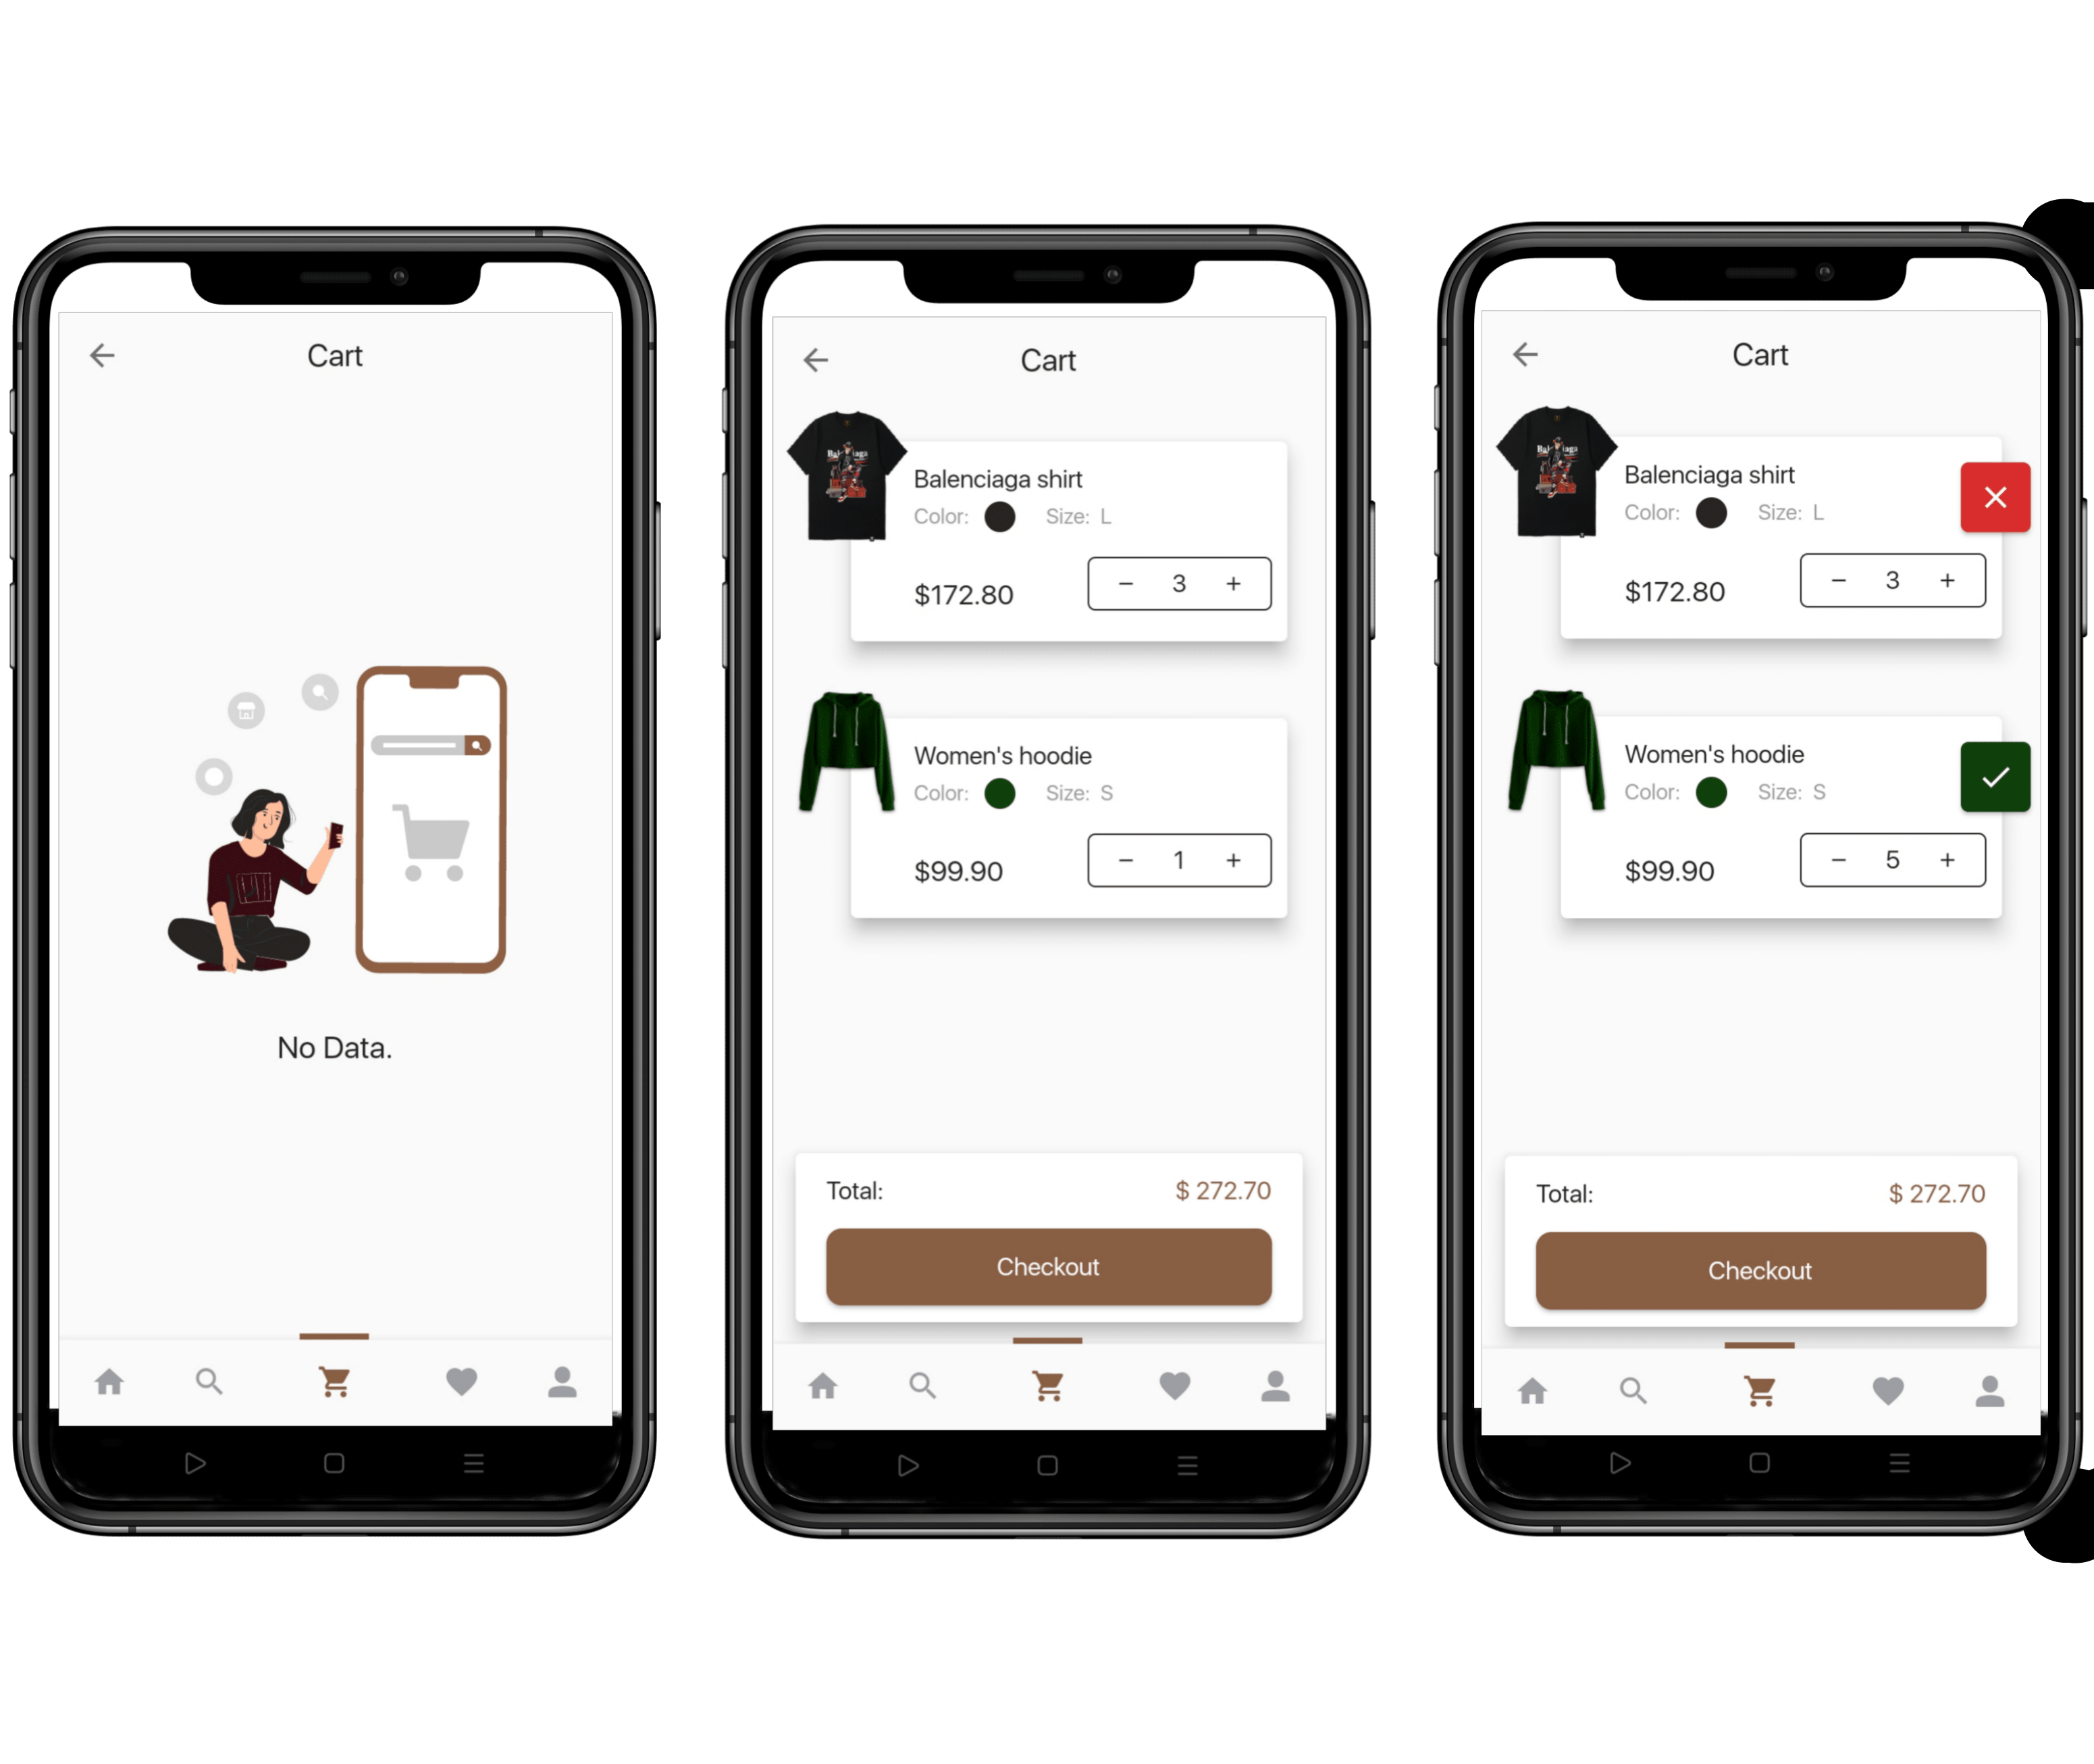 Cart
No Data.
Cart
Balenciaga shirt
Color: Size: L
$172.80 − 3 +
Women's hoodie
Color: Size: S
$99.90 − 1 +
Total: $ 272.70
Checkout
Cart
Balenciaga shirt
Color: Size: L
$172.80 − 3 +
Women's hoodie
Color: Size: S
$99.90 − 5 +
Total: $ 272.70
Checkout